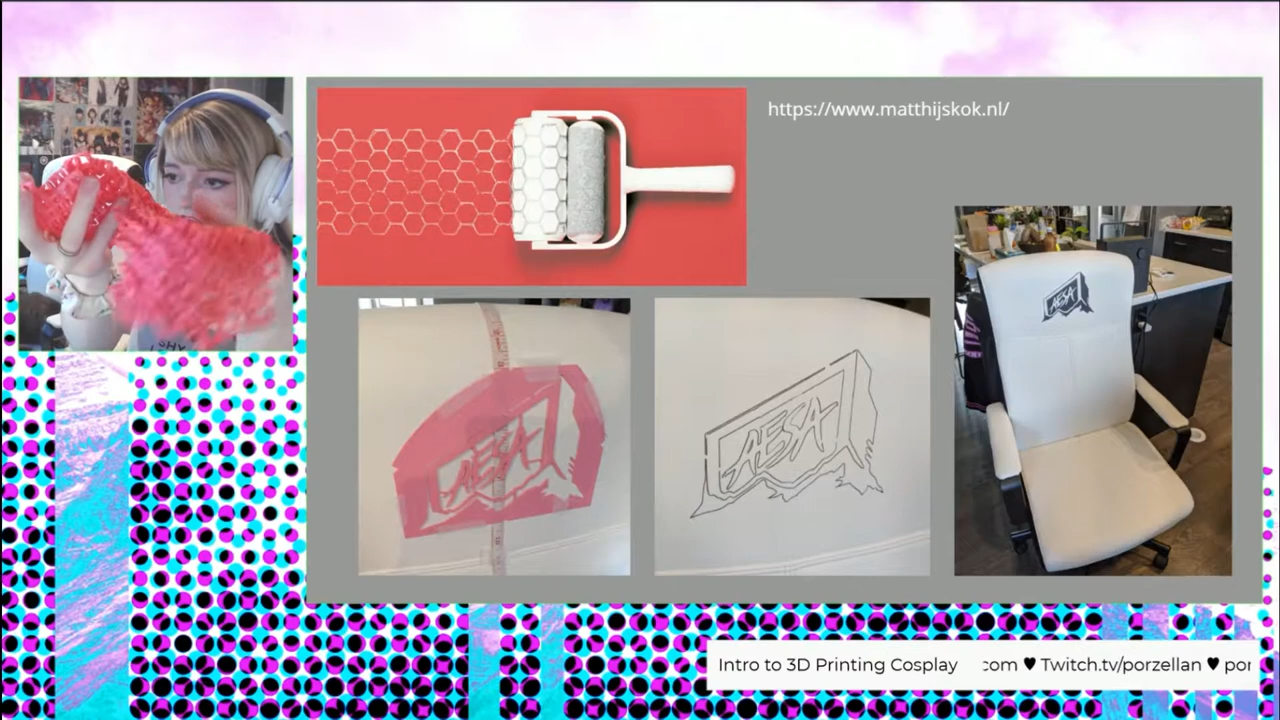 https://www.matthijskok.nl/
AESA
AESA
AESA
Intro to 3D Printing Cosplay
com ♥ Twitch.tv/porzellan ♥ por